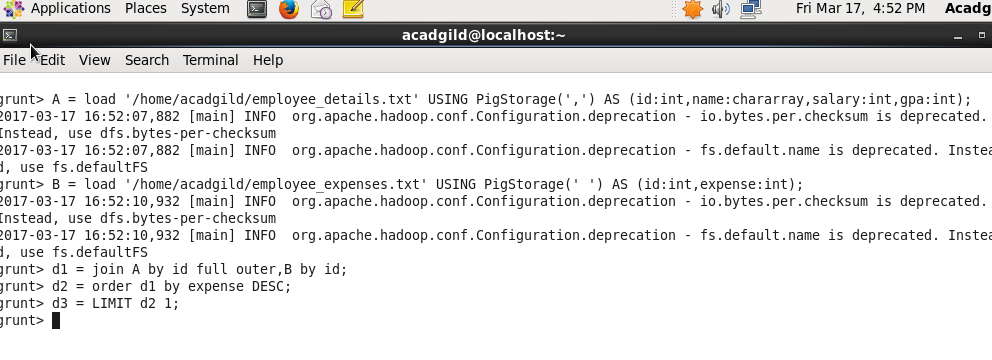 Applications Places System Fri Mar 17, 4:52 PM Acadg
acadgild@localhost:~
File Edit View Search Terminal Help
grunt> A = load '/home/acadgild/employee_details.txt' USING PigStorage(',') AS (id:int,name:chararray,salary:int,gpa:int);
2017-03-17 16:52:07,882 [main] INFO  org.apache.hadoop.conf.Configuration.deprecation - io.bytes.per.checksum is deprecated.
Instead, use dfs.bytes-per-checksum
2017-03-17 16:52:07,882 [main] INFO  org.apache.hadoop.conf.Configuration.deprecation - fs.default.name is deprecated. Instea
d, use fs.defaultFS
grunt> B = load '/home/acadgild/employee_expenses.txt' USING PigStorage(' ') AS (id:int,expense:int);
2017-03-17 16:52:10,932 [main] INFO  org.apache.hadoop.conf.Configuration.deprecation - io.bytes.per.checksum is deprecated.
Instead, use dfs.bytes-per-checksum
2017-03-17 16:52:10,932 [main] INFO  org.apache.hadoop.conf.Configuration.deprecation - fs.default.name is deprecated. Instea
d, use fs.defaultFS
grunt> d1 = join A by id full outer,B by id;
grunt> d2 = order d1 by expense DESC;
grunt> d3 = LIMIT d2 1;
grunt>